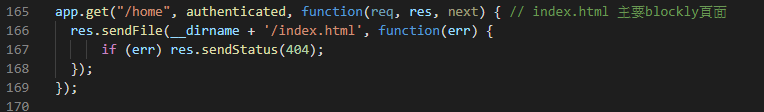 165 app.get("/home", authenticated, function(req, res, next) { // index.html 主要blockly頁面
166 res.sendFile(__dirname + '/index.html', function(err) {
167 if (err) res.sendStatus(404);
168 });
169 });
170